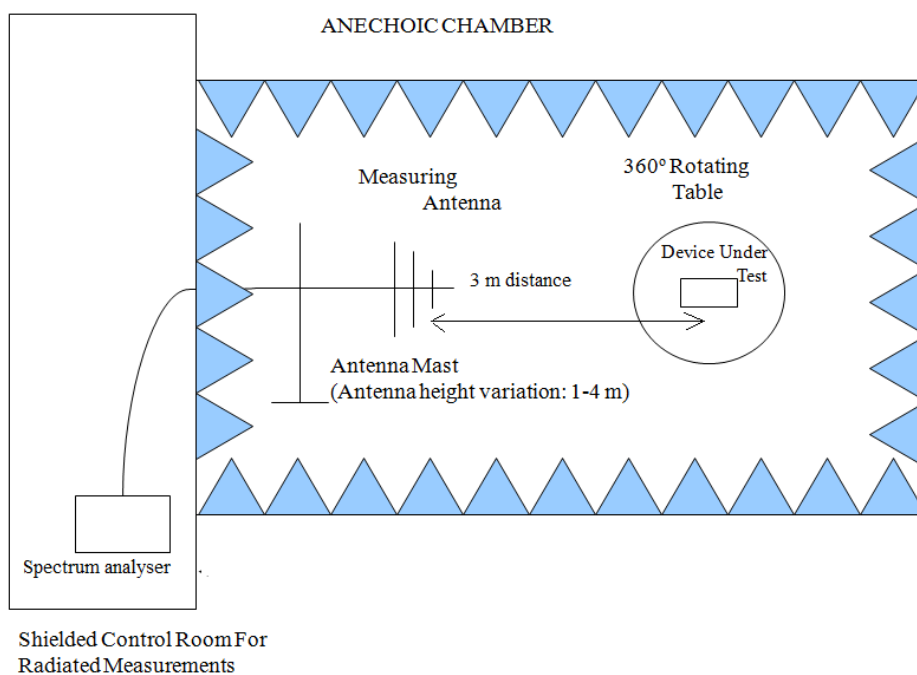 ANECHOIC CHAMBER
360° Rotating
Table
Measuring
Antenna
Device Under
Test
3 m distance
Antenna Mast
(Antenna height variation: 1-4 m)
Spectrum analyser
Shielded Control Room For
Radiated Measurements